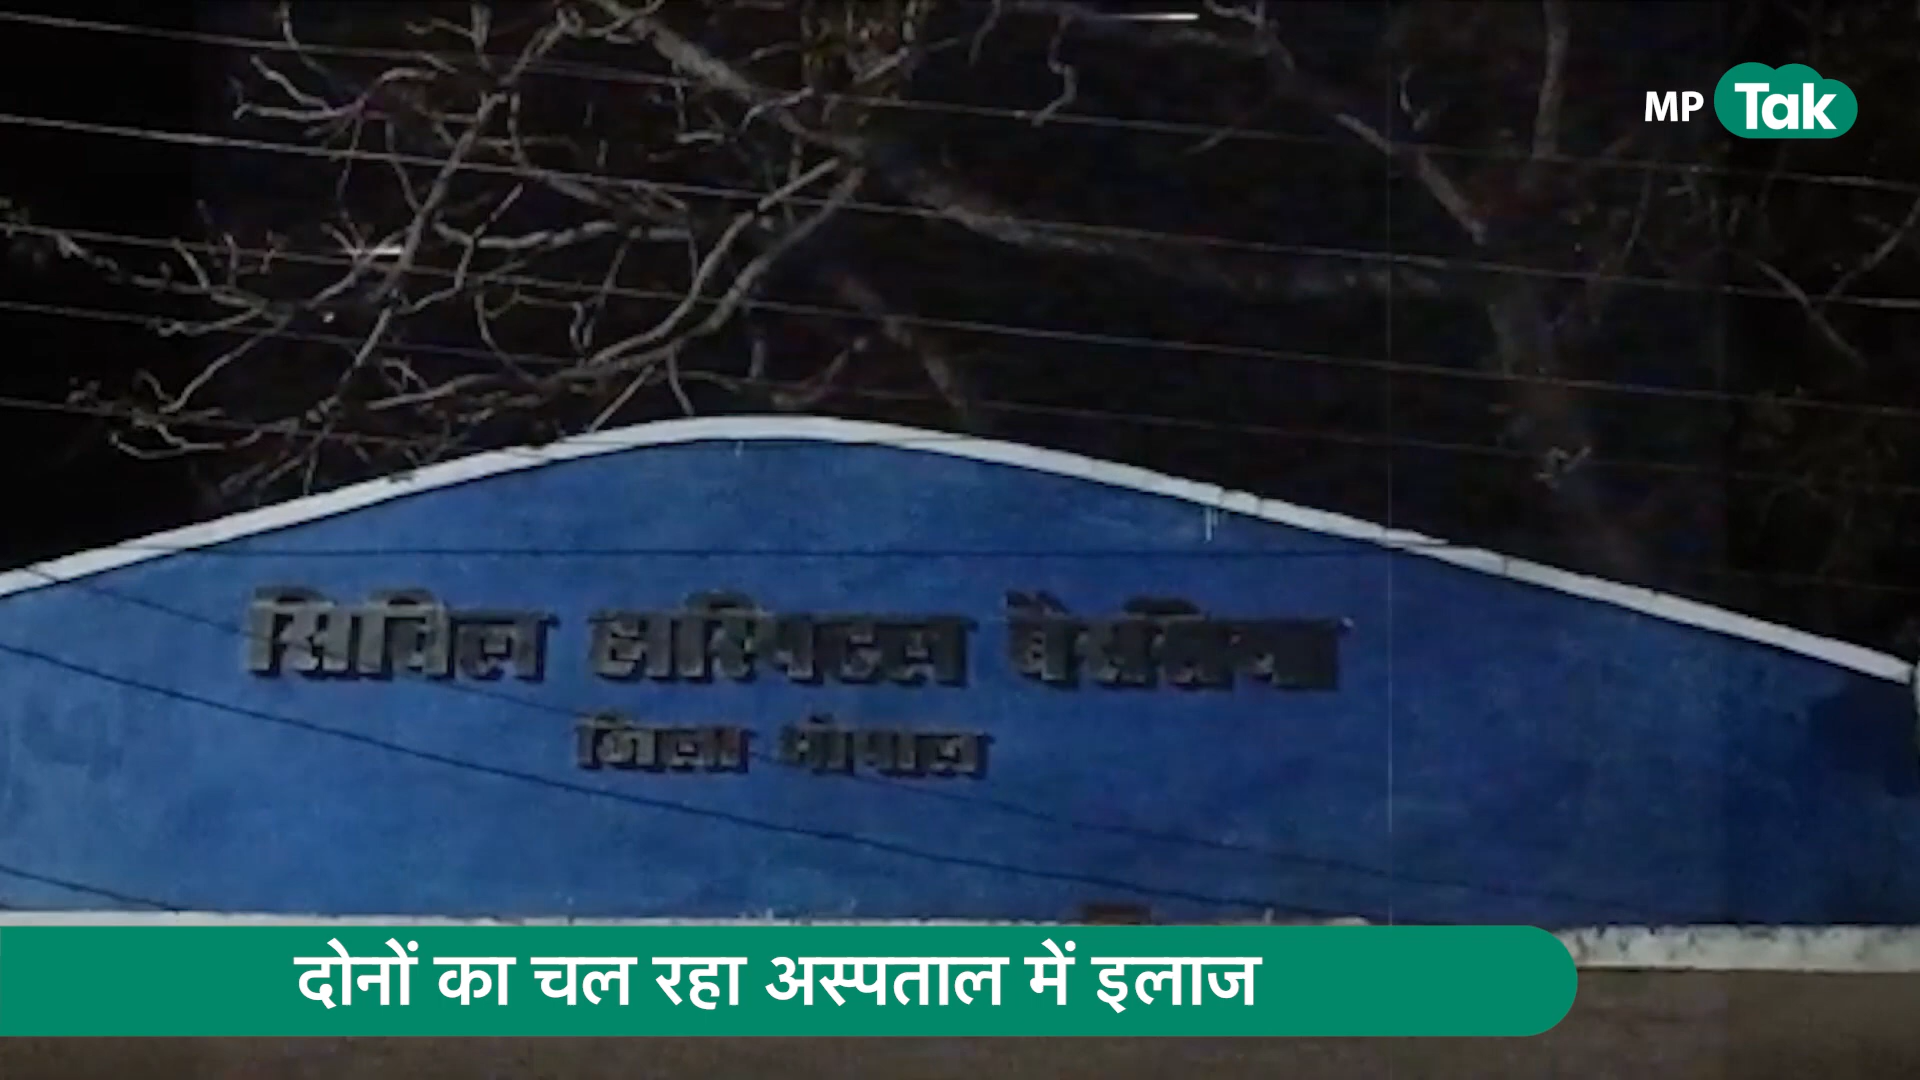 MP Tak
सिविल हास्पिटल बैरसिया
जिला भोपाल
दोनों का चल रहा अस्पताल में इलाज